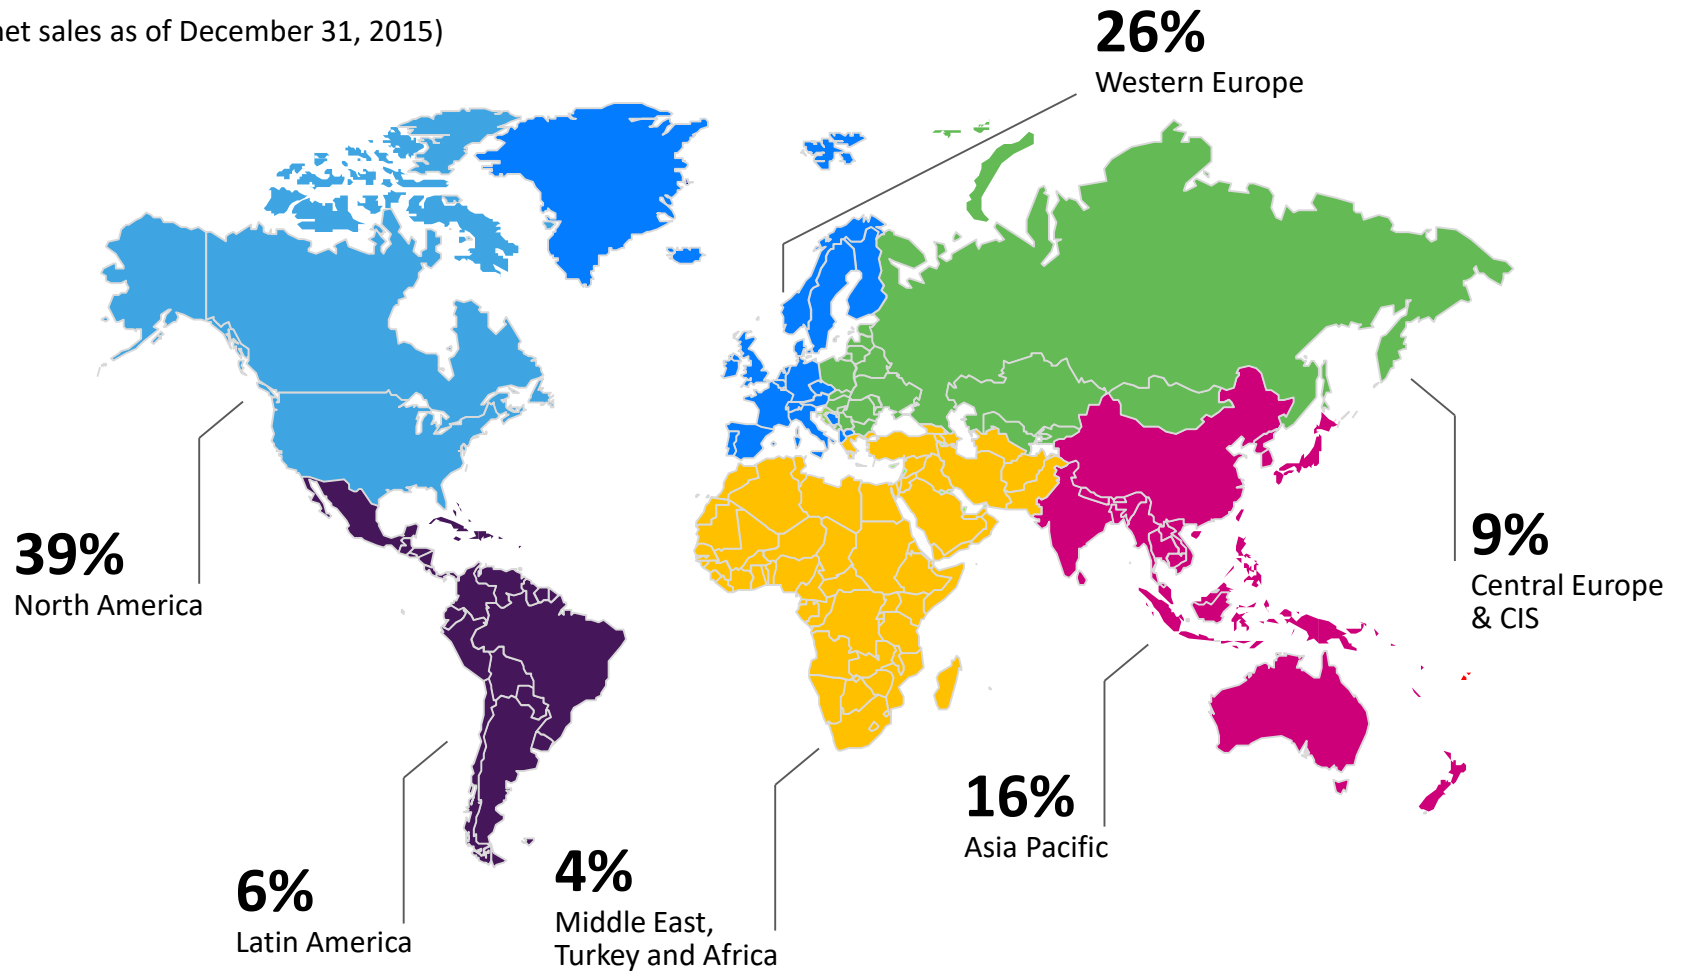 net sales as of December 31, 2015)
26%
Western Europe
39%
North America
9%
Central Europe
& CIS
16%
Asia Pacific
6%
Latin America
4%
Middle East,
Turkey and Africa